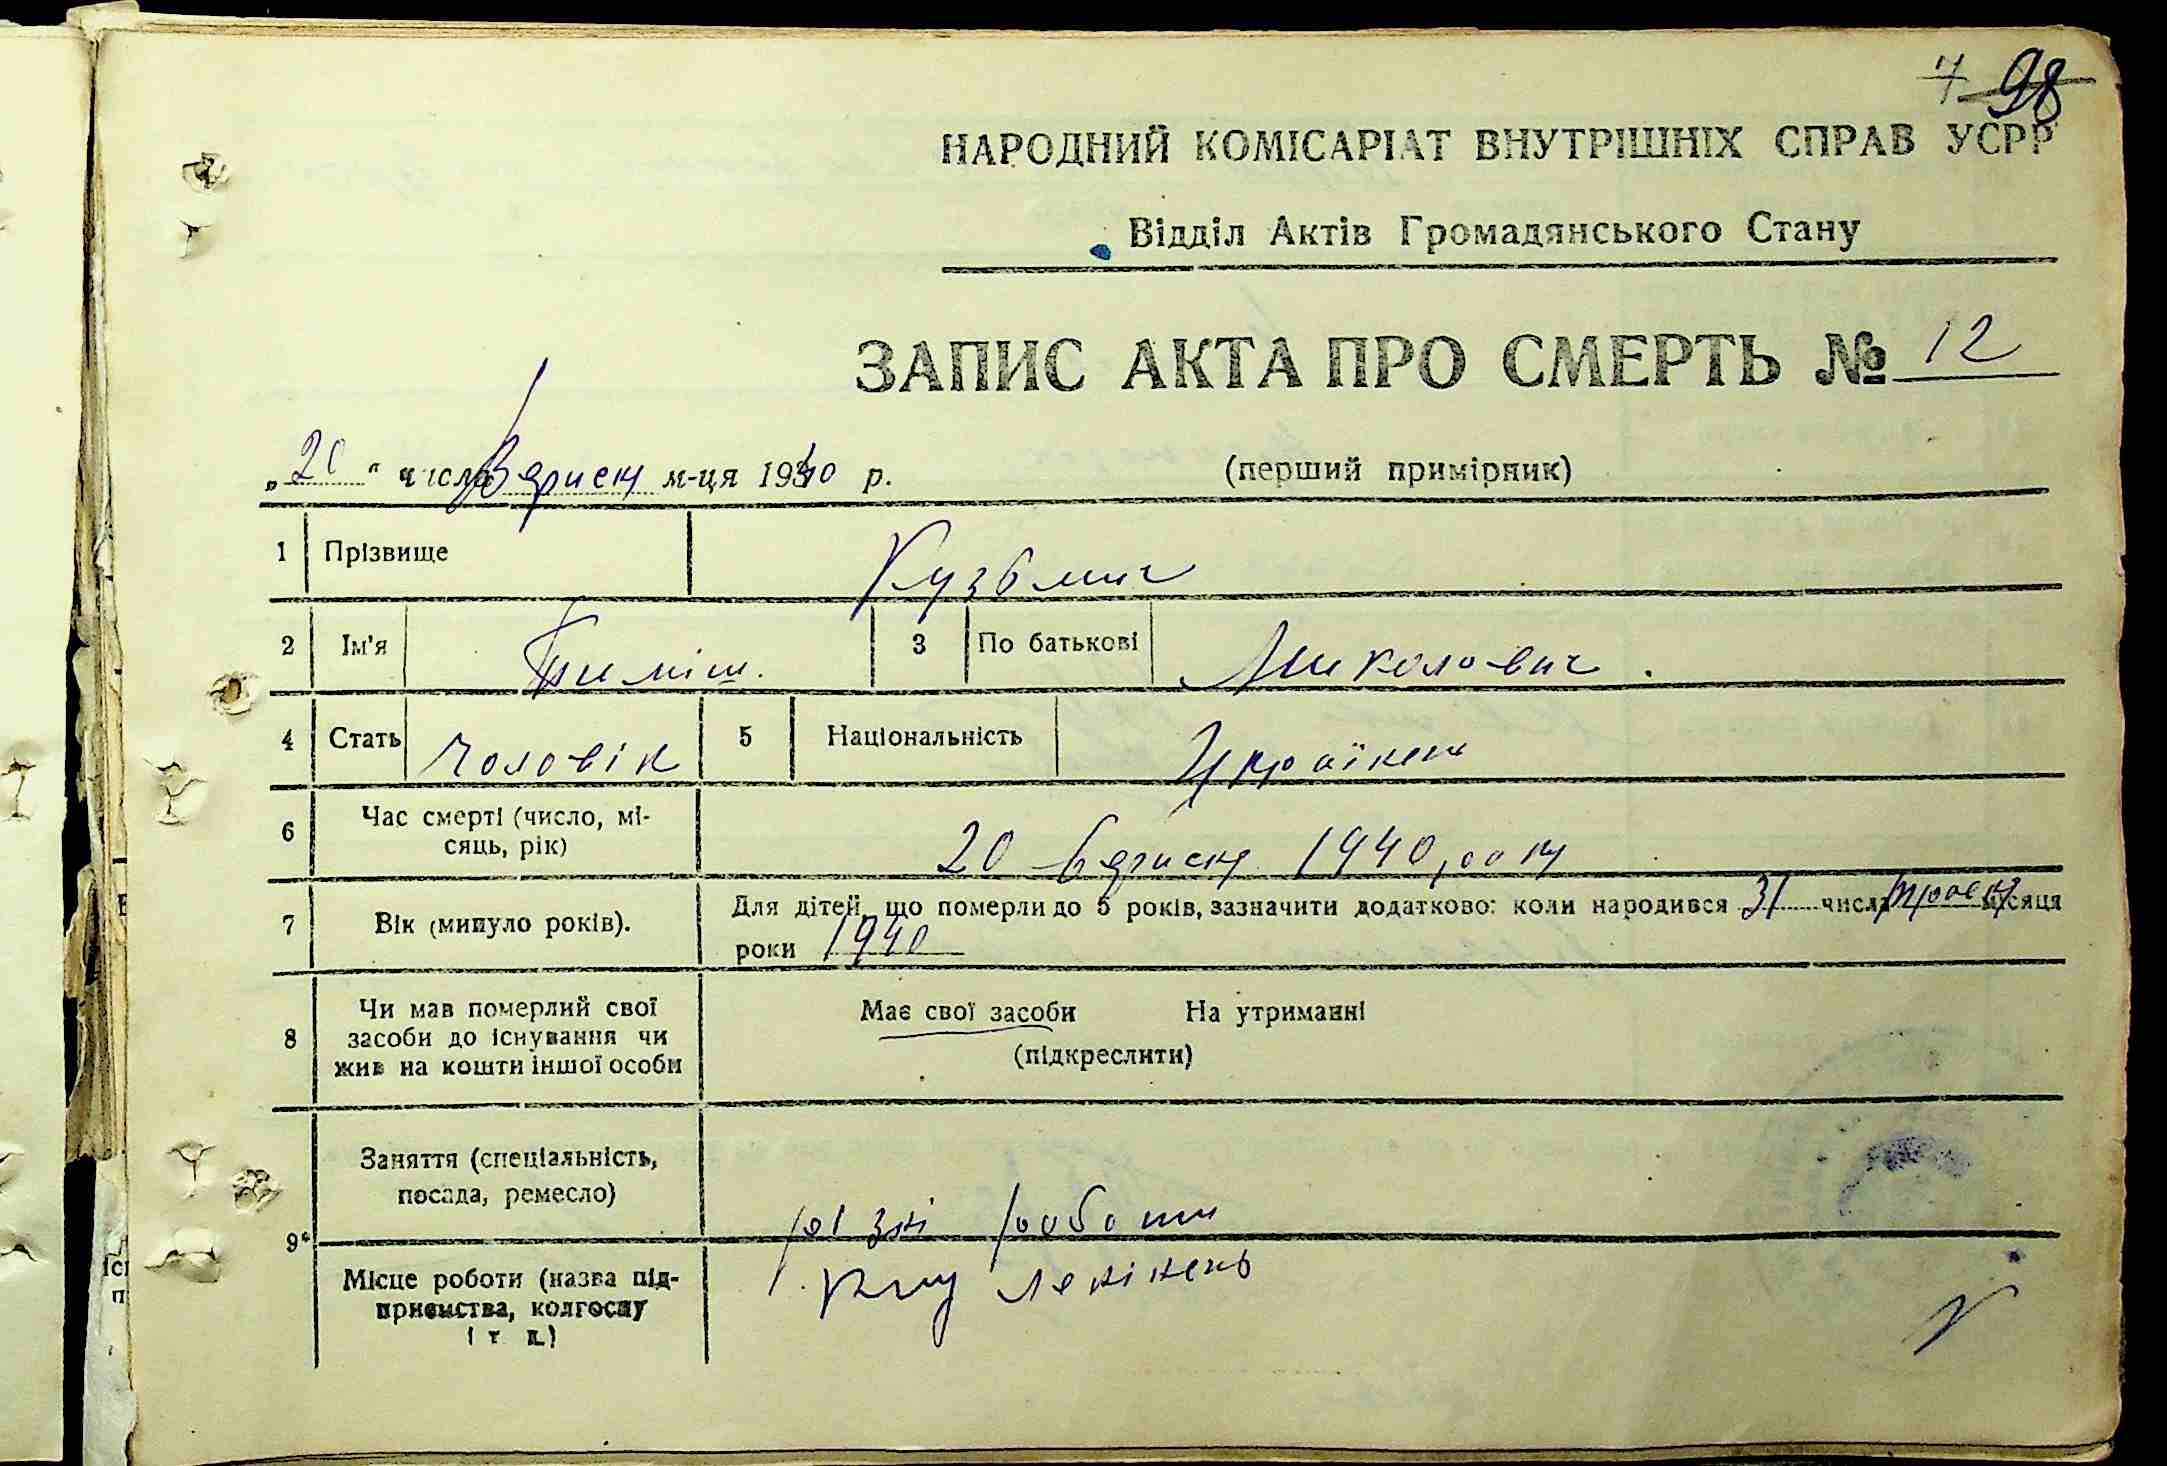 98
НАРОДНИЙ КОМІСАРІАТ ВНУТРІШНІХ СПРАВ УСРР
Відділ Актів Громадянського Стану
ЗАПИС АКТА ПРО СМЕРТЬ № 12
„20“ числа м-ця 1940 р.
(перший примірник)
1 Прізвище Кузьмич
2 Ім'я Тиміш. 3 По батькові Миколович.
4 Стать Чоловік 5 Національність Українець
6 Час смерті (число, мі-
сяць, рік) 20 1940 року
7 Вік (минуло років). Для дітей, що померли до 5 років, зазначити додатково: коли народився 31 числа травня місяця
роки 1940
8 Чи мав померлий свої
засоби до існування чи
жив на кошти іншої особи
Має свої засоби На утриманні
(підкреслити)
9 Заняття (спеціальність,
посада, ремесло) різні роботи
Місце роботи (назва під-
приємства, колгоспу
і т. д.)